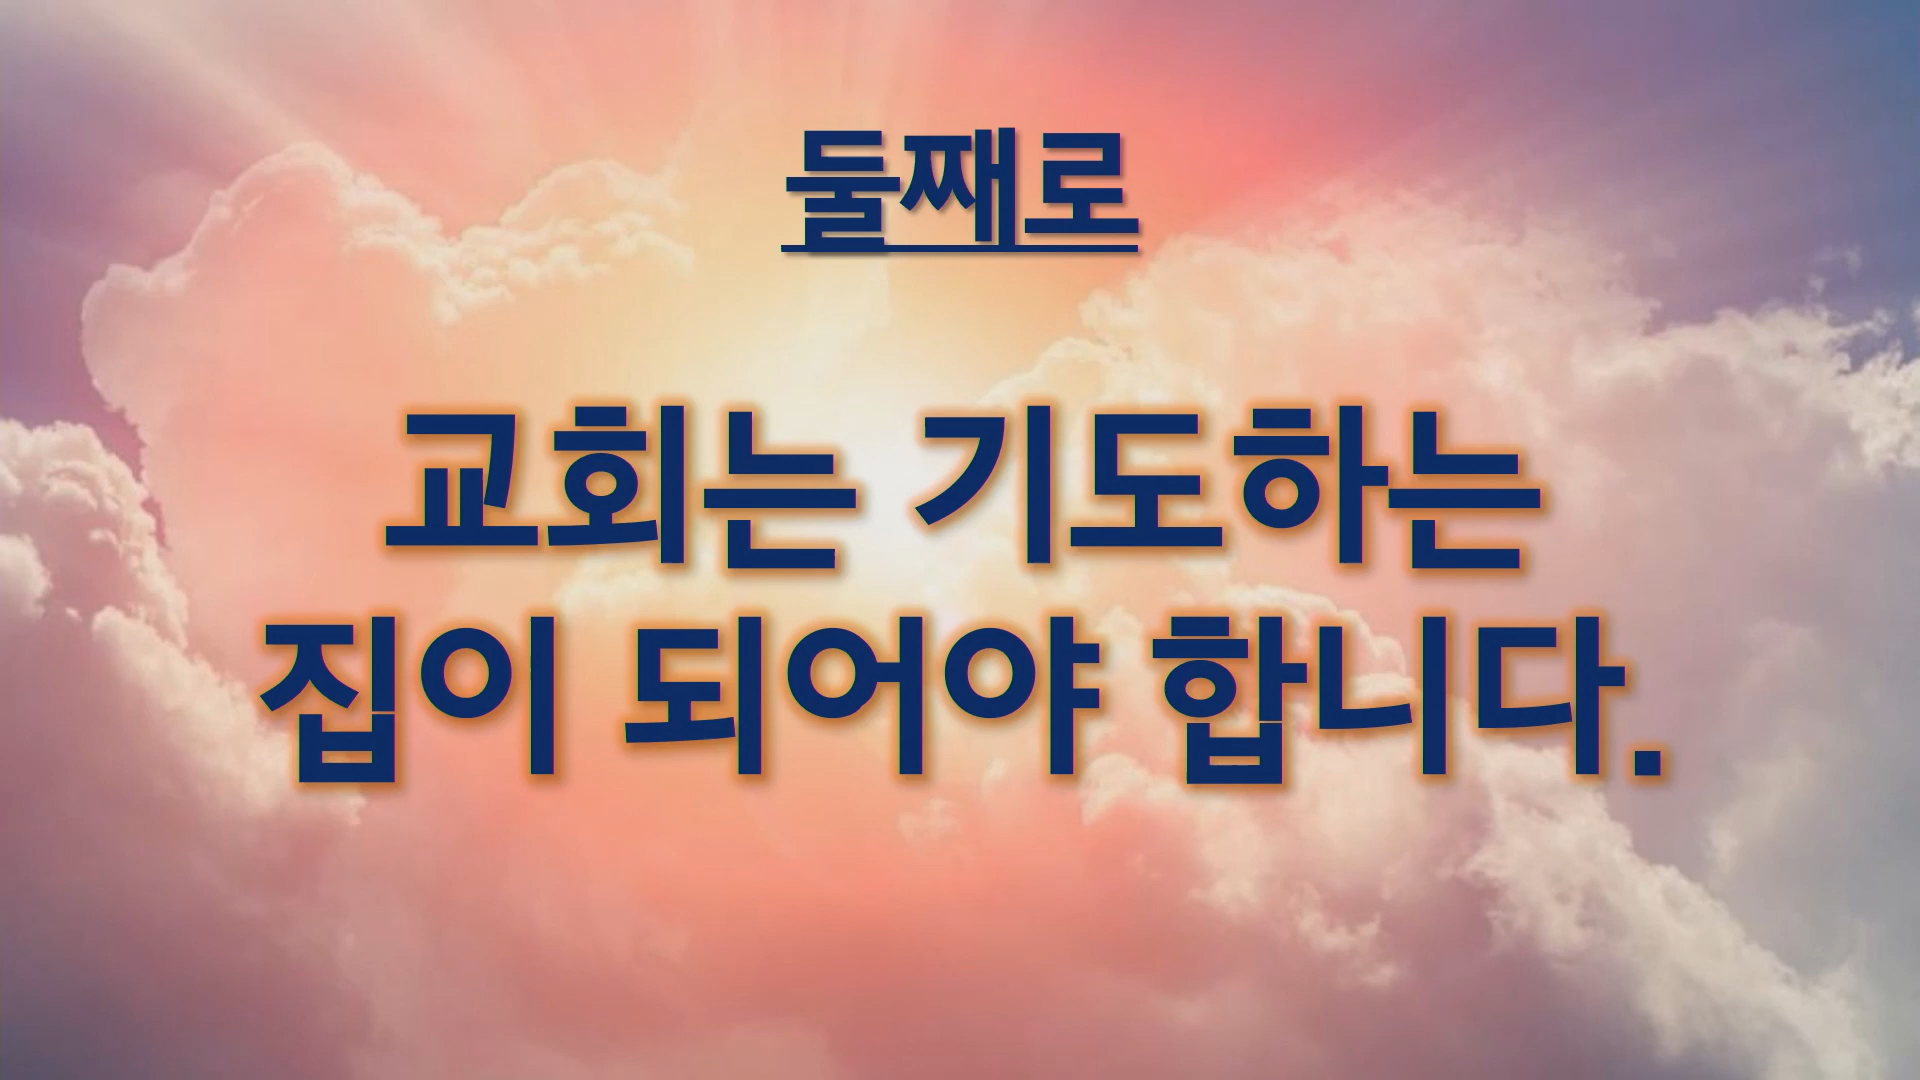 둘째로
교회는 기도하는
집이 되어야 합니다.